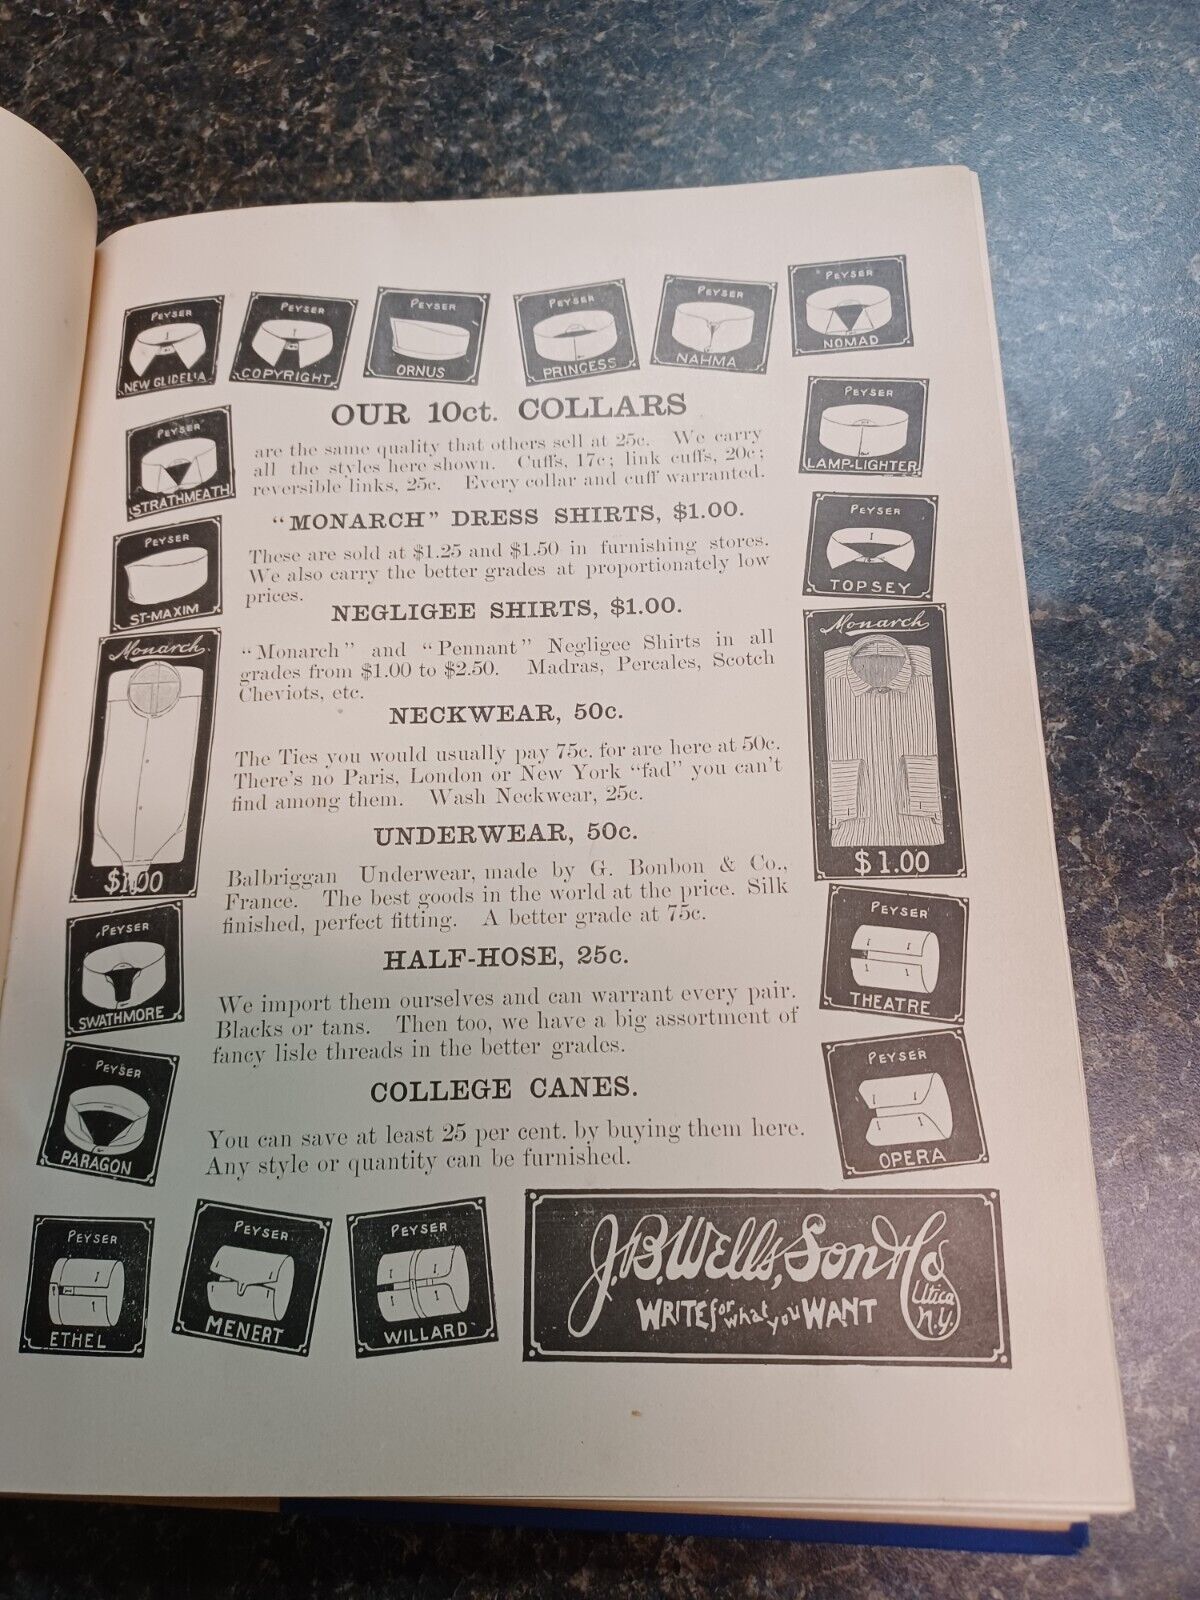 PEYSER
NEW GLIDELIA
PEYSER
COPYRIGHT
PEYSER
ORNUS
PEYSER
PRINCESS
PEYSER
NAHMA
PEYSER
NOMAD
PEYSER
STRATHMEATH
PEYSER
ST-MAXIM
Monarch
$1.00
PEYSER
SWATHMORE
PEYSER
PARAGON
OUR 10ct. COLLARS
are the same quality that others sell at 25c. We carry
all the styles here shown. Cuffs, 17c; link cuffs, 20c;
reversible links, 25c. Every collar and cuff warranted.
"MONARCH" DRESS SHIRTS, $1.00.
These are sold at $1.25 and $1.50 in furnishing stores.
We also carry the better grades at proportionately low
prices.
NEGLIGEE SHIRTS, $1.00.
"Monarch" and "Pennant" Negligee Shirts in all
grades from $1.00 to $2.50. Madras, Percales, Scotch
Cheviots, etc.
NECKWEAR, 50c.
The Ties you would usually pay 75c. for are here at 50c.
There's no Paris, London or New York "fad" you can't
find among them. Wash Neckwear, 25c.
UNDERWEAR, 50c.
Balbriggan Underwear, made by G. Bonbon & Co.,
France. The best goods in the world at the price. Silk
finished, perfect fitting. A better grade at 75c.
HALF-HOSE, 25c.
We import them ourselves and can warrant every pair.
Blacks or tans. Then too, we have a big assortment of
fancy lisle threads in the better grades.
COLLEGE CANES.
You can save at least 25 per cent. by buying them here.
Any style or quantity can be furnished.
PEYSER
LAMP-LIGHTER
PEYSER
TOPSEY
Monarch
$1.00
PEYSER
THEATRE
PEYSER
OPERA
PEYSER
ETHEL
PEYSER
MENERT
PEYSER
WILLARD
J.B. Wells, Son & Co
Utica
N.Y.
WRITE for what you WANT